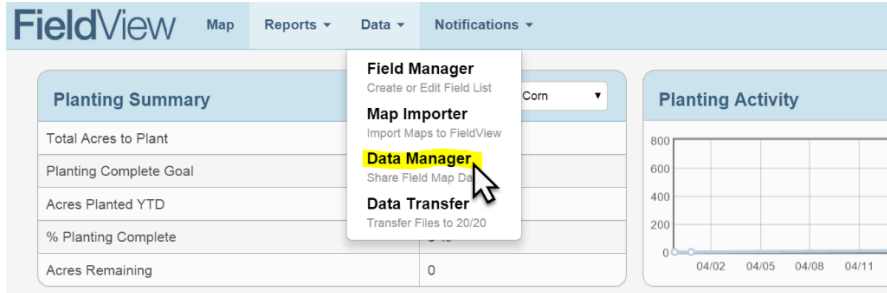 FieldView Map Reports Data Notifications
Field Manager
Create or Edit Field List
Map Importer
Import Maps to FieldView
Data Manager
Share Field Map Da
Data Transfer
Transfer Files to 20/20
Planting Summary
Corn
Total Acres to Plant
Planting Complete Goal
Acres Planted YTD
% Planting Complete
Acres Remaining 0
Planting Activity
800
600
400
200
0
04/02 04/05 04/08 04/11